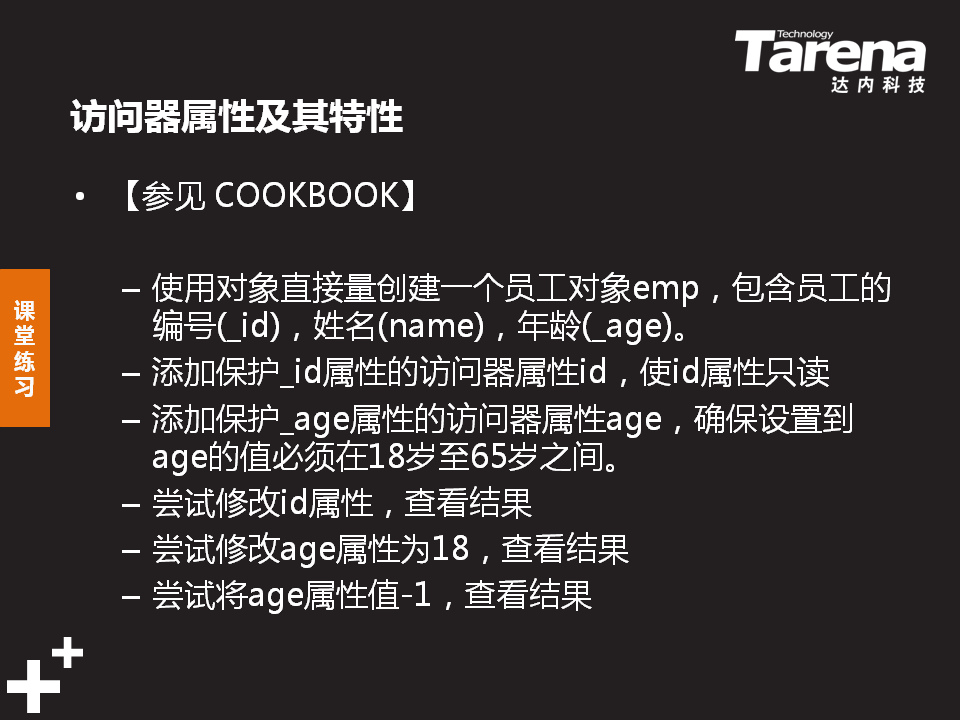 Technology
Tarena
达内科技
访问器属性及其特性
• 【参见 COOKBOOK】
– 使用对象直接量创建一个员工对象emp，包含员工的
编号(_id)，姓名(name)，年龄(_age)。
– 添加保护_id属性的访问器属性id，使id属性只读
– 添加保护_age属性的访问器属性age，确保设置到
age的值必须在18岁至65岁之间。
– 尝试修改id属性，查看结果
– 尝试修改age属性为18，查看结果
– 尝试将age属性值-1，查看结果
课
堂
练
习